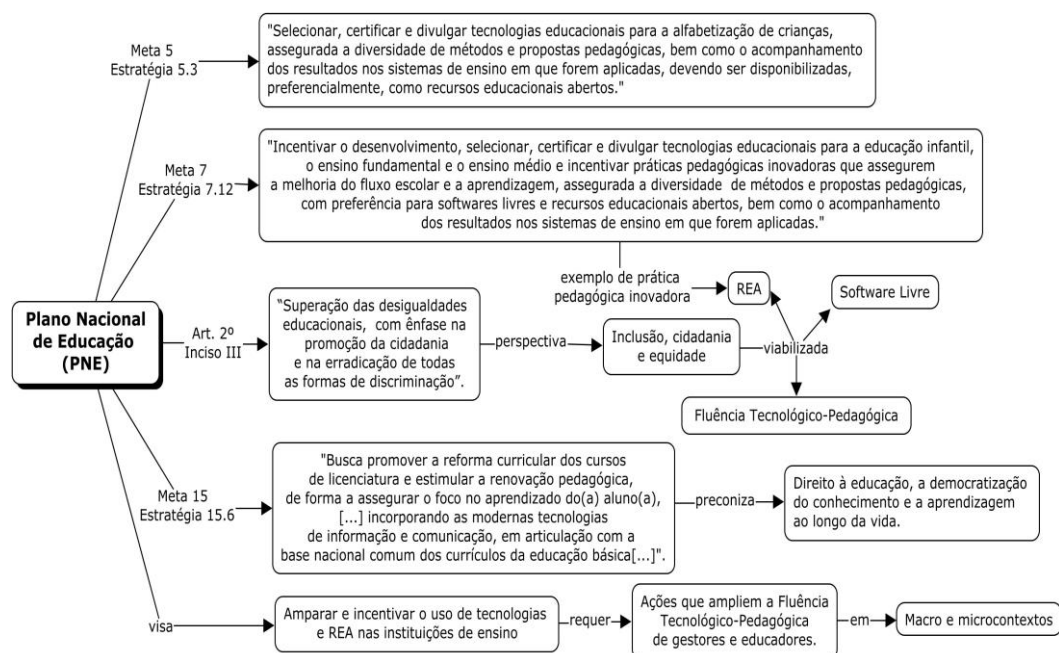 Meta 5
Estratégia 5.3
"Selecionar, certificar e divulgar tecnologias educacionais para a alfabetização de crianças,
assegurada a diversidade de métodos e propostas pedagógicas, bem como o acompanhamento
dos resultados nos sistemas de ensino em que forem aplicadas, devendo ser disponibilizadas,
preferencialmente, como recursos educacionais abertos."
Meta 7
Estratégia 7.12
"Incentivar o desenvolvimento, selecionar, certificar e divulgar tecnologias educacionais para a educação infantil,
o ensino fundamental e o ensino médio e incentivar práticas pedagógicas inovadoras que assegurem
a melhoria do fluxo escolar e a aprendizagem, assegurada a diversidade de métodos e propostas pedagógicas,
com preferência para softwares livres e recursos educacionais abertos, bem como o acompanhamento
dos resultados nos sistemas de ensino em que forem aplicadas."
exemplo de prática
pedagógica inovadora
REA
Software Livre
Plano Nacional
de Educação
(PNE)
Art. 2º
Inciso III
“Superação das desigualdades
educacionais, com ênfase na
promoção da cidadania
e na erradicação de todas
as formas de discriminação”.
perspectiva
Inclusão, cidadania
e equidade
viabilizada
Fluência Tecnológico-Pedagógica
Meta 15
Estratégia 15.6
"Busca promover a reforma curricular dos cursos
de licenciatura e estimular a renovação pedagógica,
de forma a assegurar o foco no aprendizado do(a) aluno(a),
[...] incorporando as modernas tecnologias
de informação e comunicação, em articulação com a
base nacional comum dos currículos da educação básica[...]".
preconiza
Direito à educação, a democratização
do conhecimento e a aprendizagem
ao longo da vida.
visa
Amparar e incentivar o uso de tecnologias
e REA nas instituições de ensino
requer
Ações que ampliem a Fluência
Tecnológico-Pedagógica
de gestores e educadores.
em
Macro e microcontextos